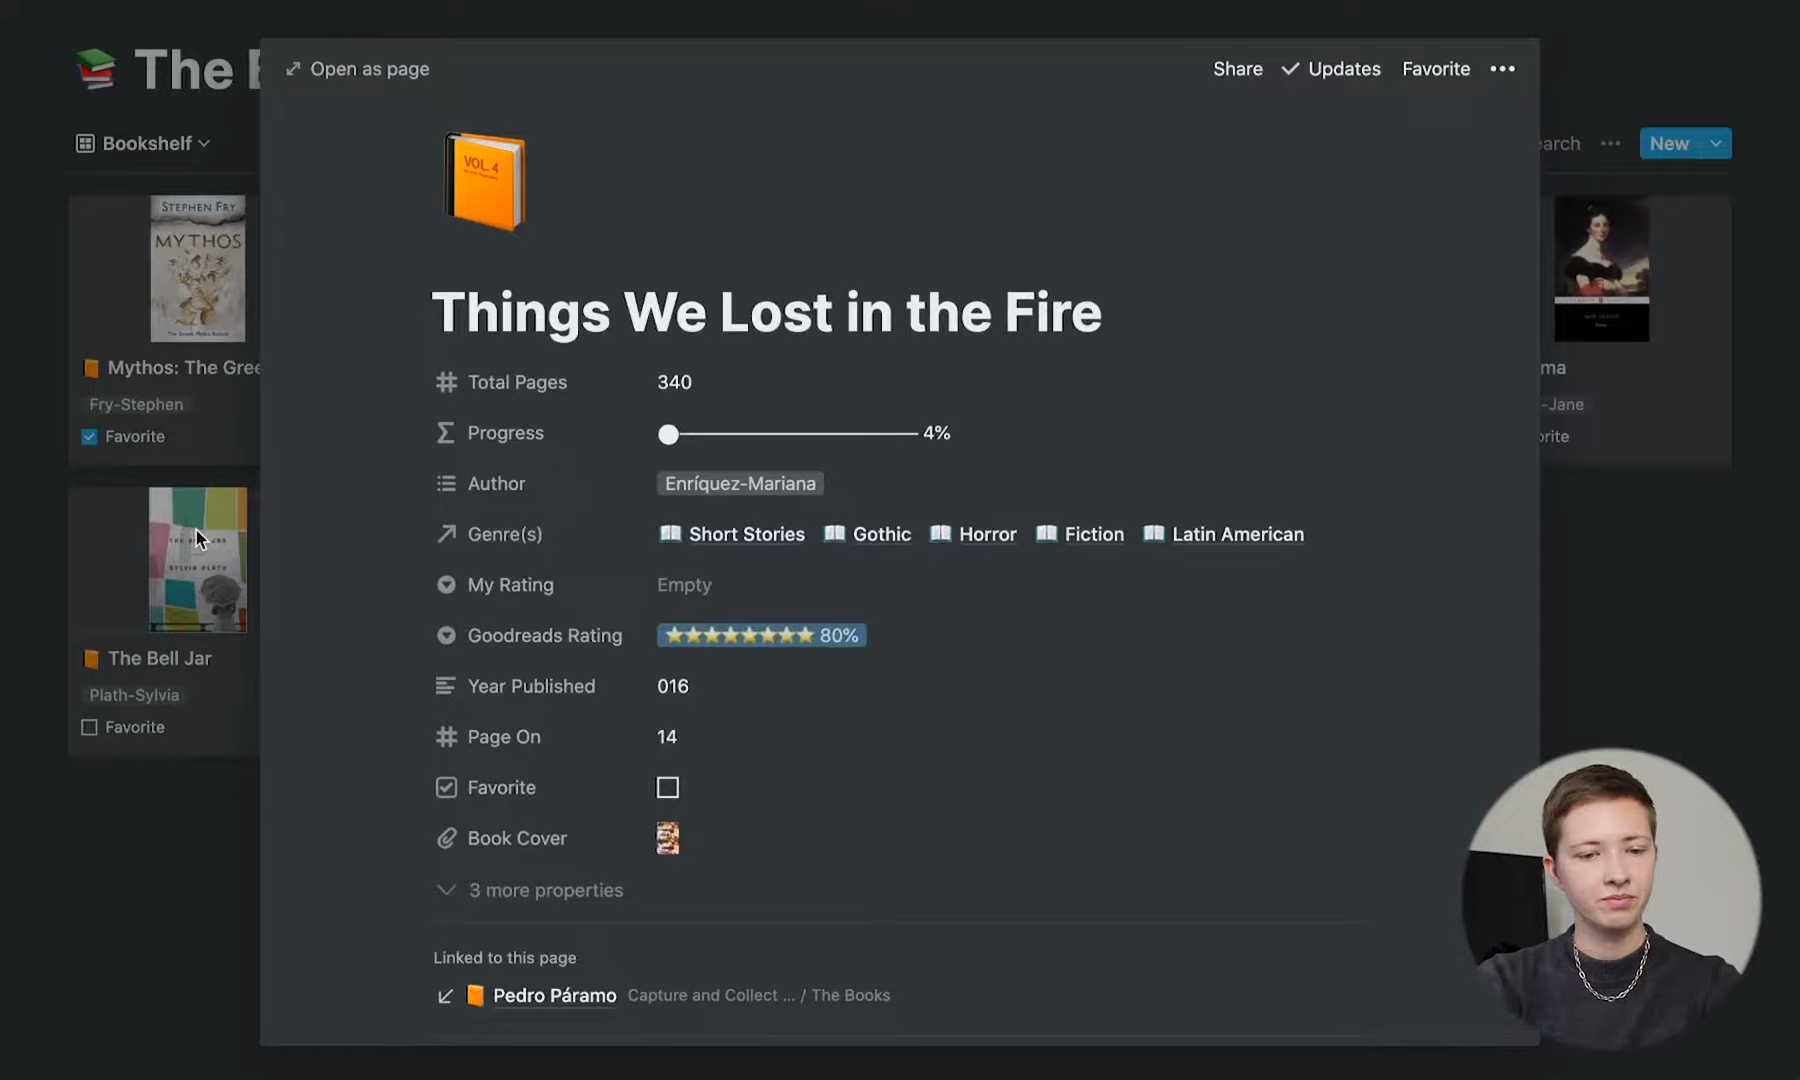 The
Open as page
Share Updates Favorite
Bookshelf
earch New
STEPHEN FRY
MYTHOS
VOL. 4
Things We Lost in the Fire
Mythos: The Gree
Fry-Stephen
Favorite
ma
-Jane
orite
Total Pages 340
Progress 4%
Author Enríquez-Mariana
Genre(s) Short Stories Gothic Horror Fiction Latin American
My Rating Empty
Goodreads Rating ⭐⭐⭐⭐⭐⭐⭐⭐ 80%
Year Published 016
Page On 14
Favorite
Book Cover
3 more properties
SYLVIA PLATH
The Bell Jar
Plath-Sylvia
Favorite
Linked to this page
Pedro Páramo Capture and Collect ... / The Books